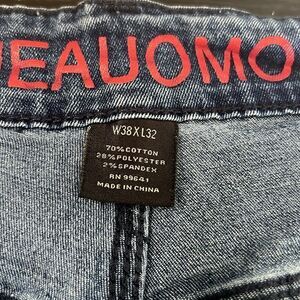 EAUOMO
W38XL32
70%COTTON
28%POLYESTER
2%SPANDEX
RN 99641
MADE IN CHINA